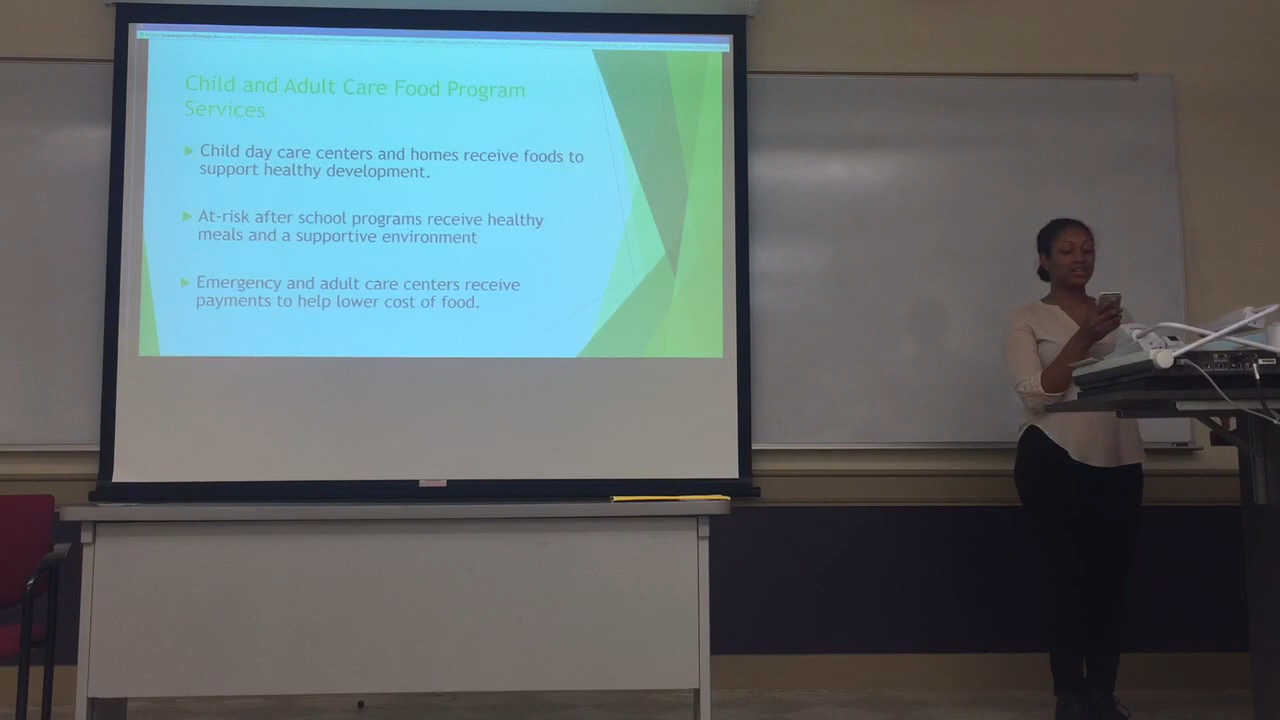 Child and Adult Care Food Program
Services
Child day care centers and homes receive foods to
support healthy development.
At-risk after school programs receive healthy
meals and a supportive environment
Emergency and adult care centers receive
payments to help lower cost of food.